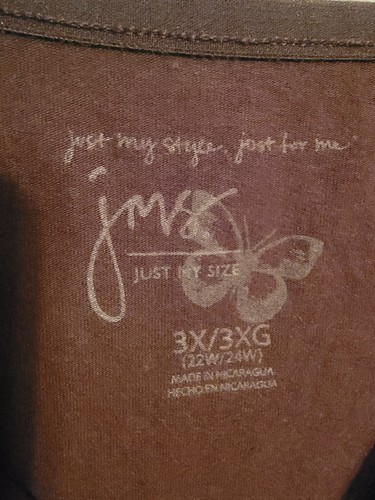 just my style. just for me
jms.
JUST MY SIZE
3X/3XG
(22W/24W)
MADE IN NICARAGUA
HECHO EN NICARAGUA